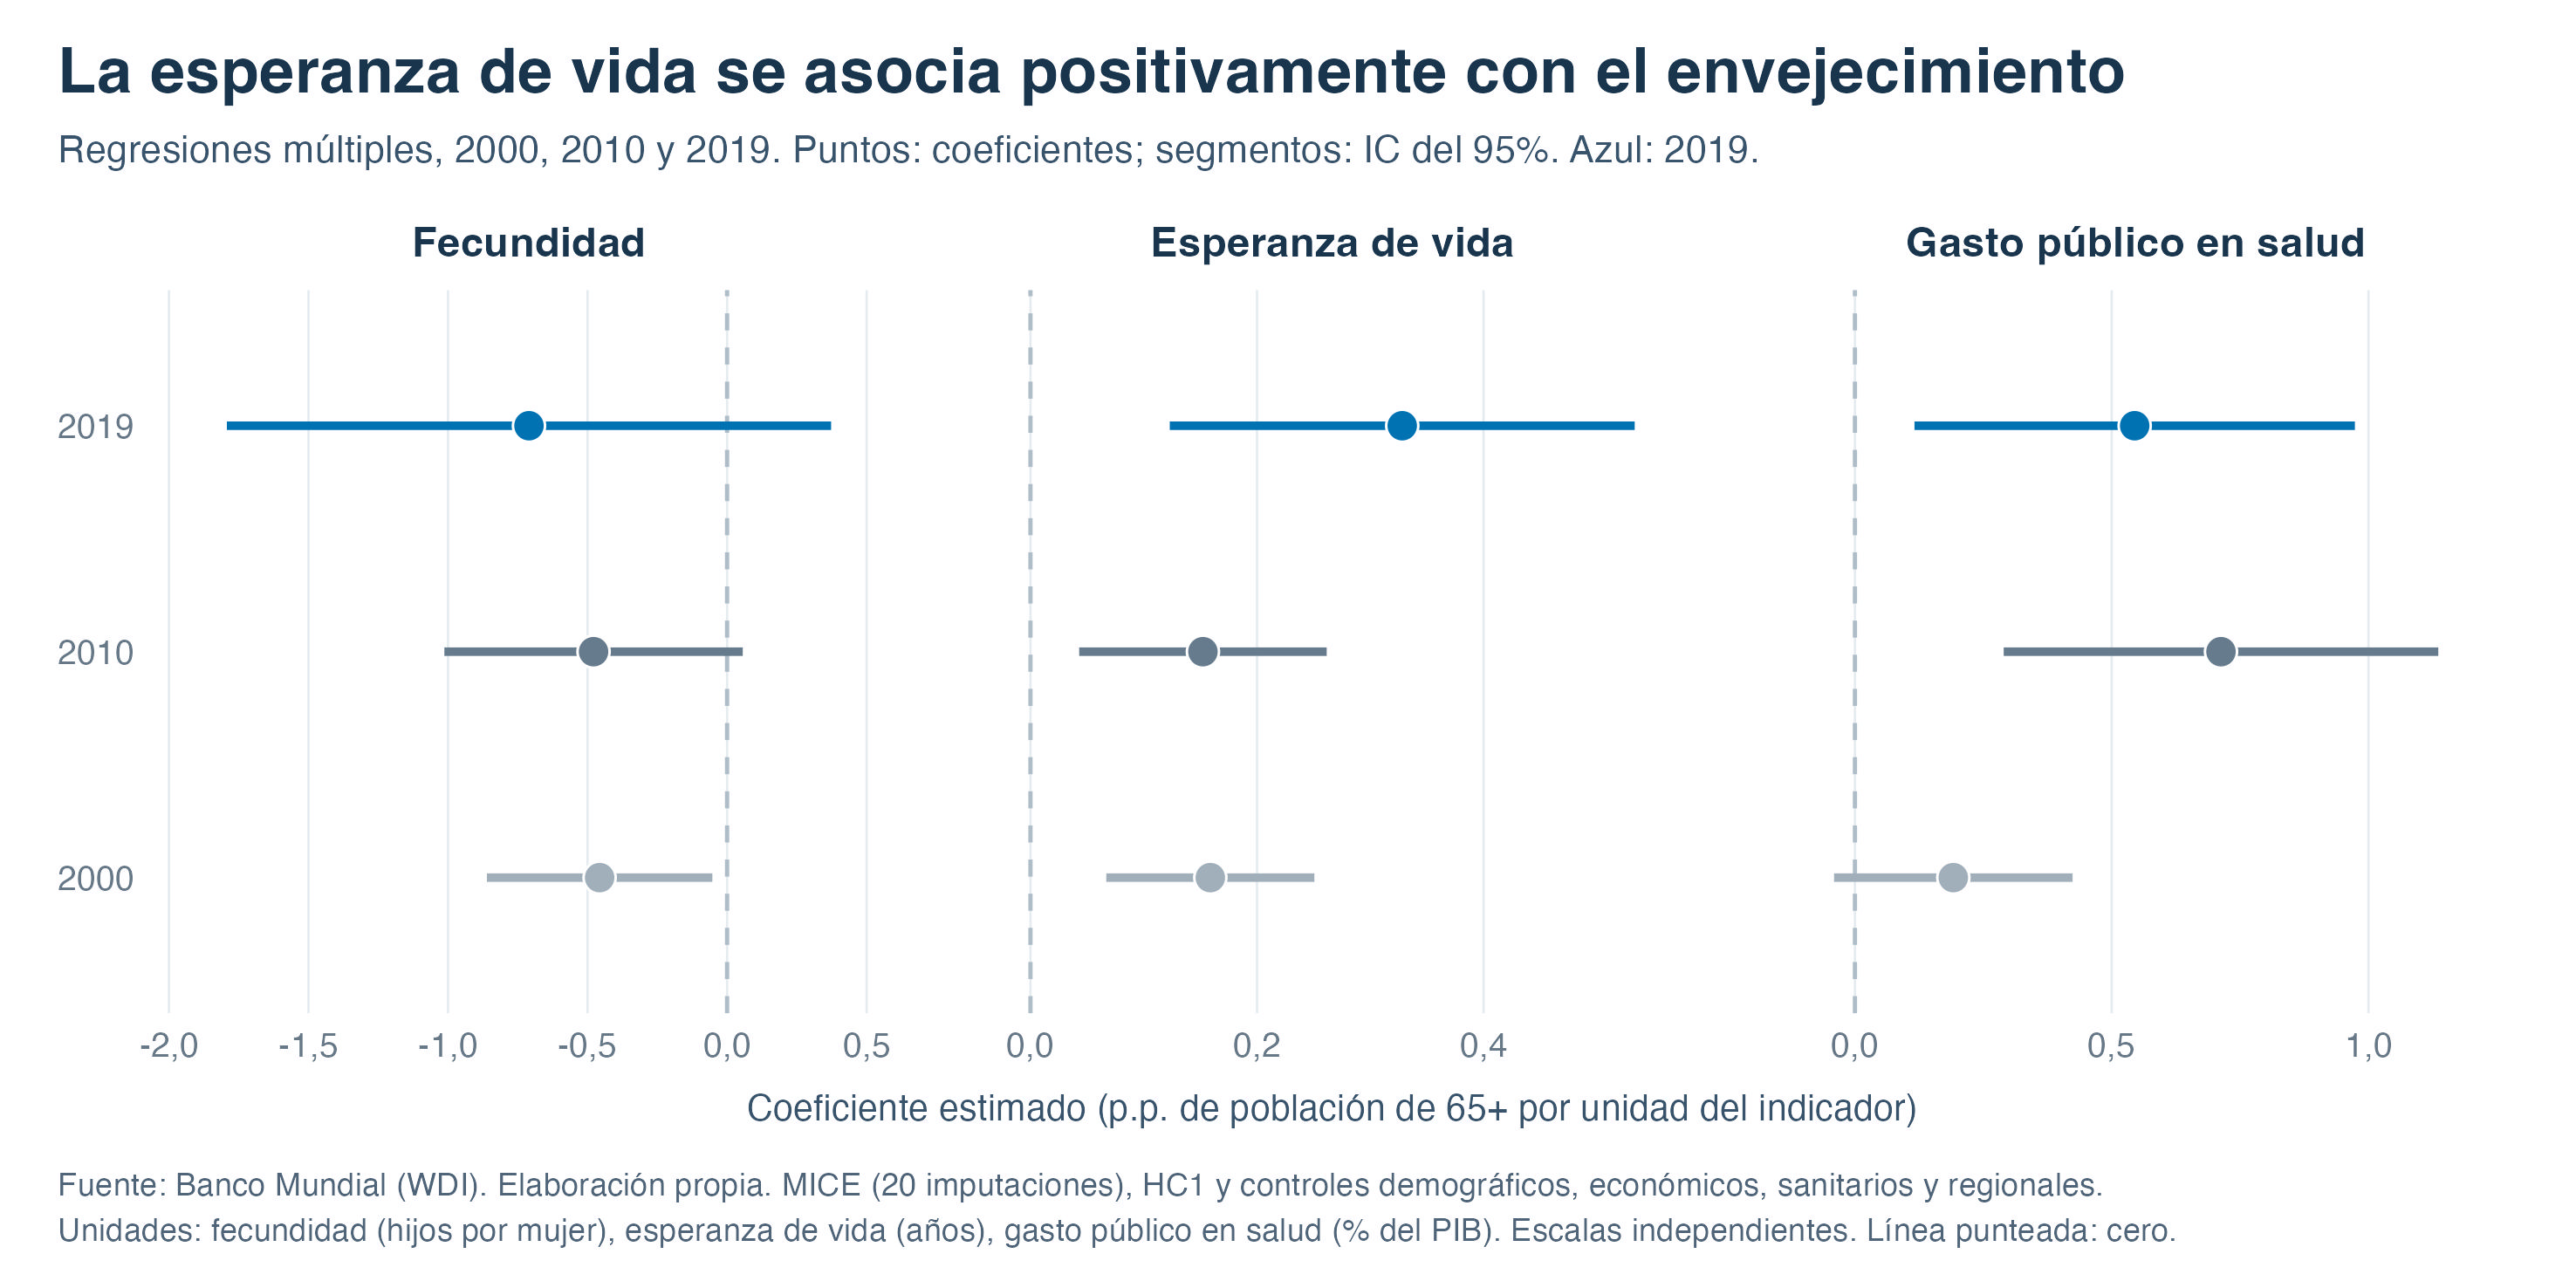 La esperanza de vida se asocia positivamente con el envejecimiento
Regresiones múltiples, 2000, 2010 y 2019. Puntos: coeficientes; segmentos: IC del 95%. Azul: 2019.
Fecundidad
Esperanza de vida
Gasto público en salud
2019
2010
2000
-2,0 -1,5 -1,0 -0,5 0,0 0,5
0,0 0,2 0,4
0,0 0,5 1,0
Coeficiente estimado (p.p. de población de 65+ por unidad del indicador)
Fuente: Banco Mundial (WDI). Elaboración propia. MICE (20 imputaciones), HC1 y controles demográficos, económicos, sanitarios y regionales.
Unidades: fecundidad (hijos por mujer), esperanza de vida (años), gasto público en salud (% del PIB). Escalas independientes. Línea punteada: cero.